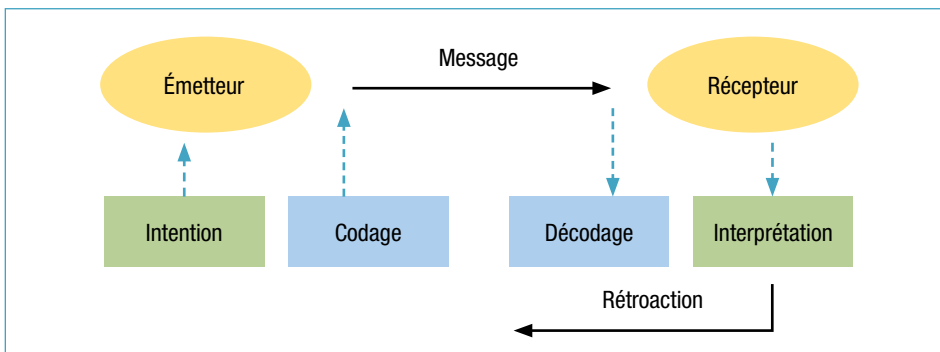 Message
Émetteur
Récepteur
Intention
Codage
Décodage
Interprétation
Rétroaction